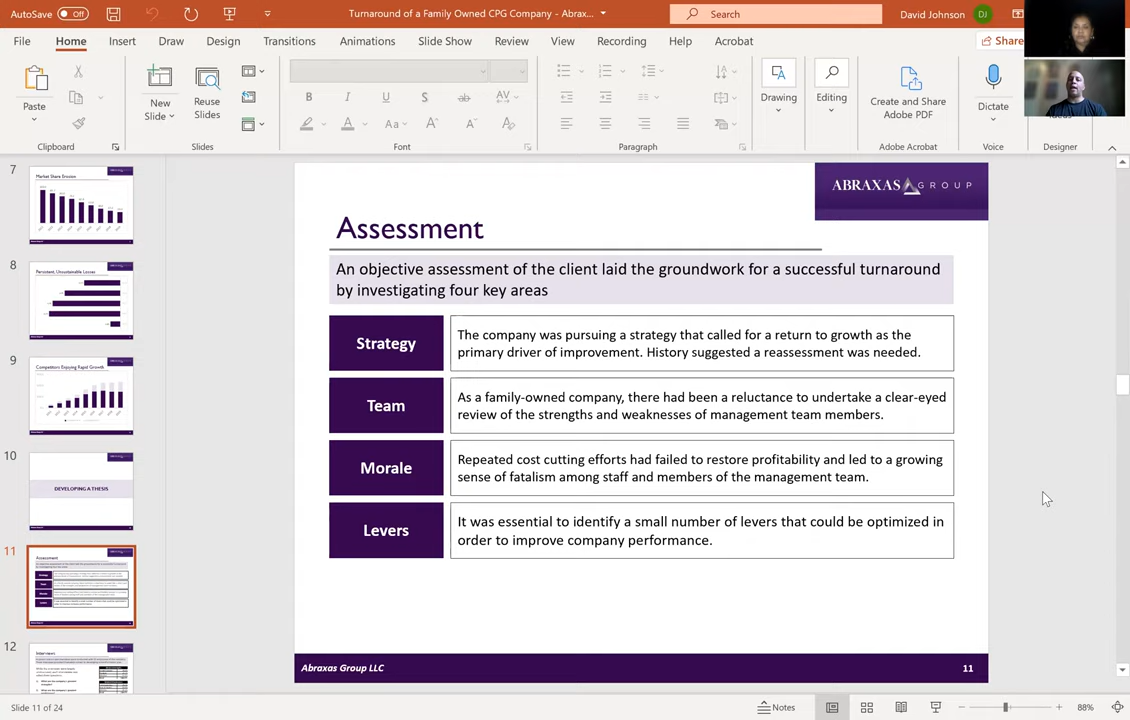 AutoSave Off Turnaround of a Family Owned CPG Company - Abrax... Search David Johnson DJ
File Home Insert Draw Design Transitions Animations Slide Show Review View Recording Help Acrobat Share
Paste
New Slide
Reuse Slides
Drawing
Editing
Create and Share Adobe PDF
Dictate
Clipboard Slides Font Paragraph Adobe Acrobat Voice Designer
7
Market Share Erosion
8
Persistent, Unsustainable Losses
9
Competitors Enjoying Rapid Growth
10
DEVELOPING A THESIS
11
Assessment
12
Interviews
ABRAXAS GROUP
Assessment
An objective assessment of the client laid the groundwork for a successful turnaround
by investigating four key areas
Strategy
The company was pursuing a strategy that called for a return to growth as the
primary driver of improvement. History suggested a reassessment was needed.
Team
As a family-owned company, there had been a reluctance to undertake a clear-eyed
review of the strengths and weaknesses of management team members.
Morale
Repeated cost cutting efforts had failed to restore profitability and led to a growing
sense of fatalism among staff and members of the management team.
Levers
It was essential to identify a small number of levers that could be optimized in
order to improve company performance.
Abraxas Group LLC 11
Slide 11 of 24 Notes 88%